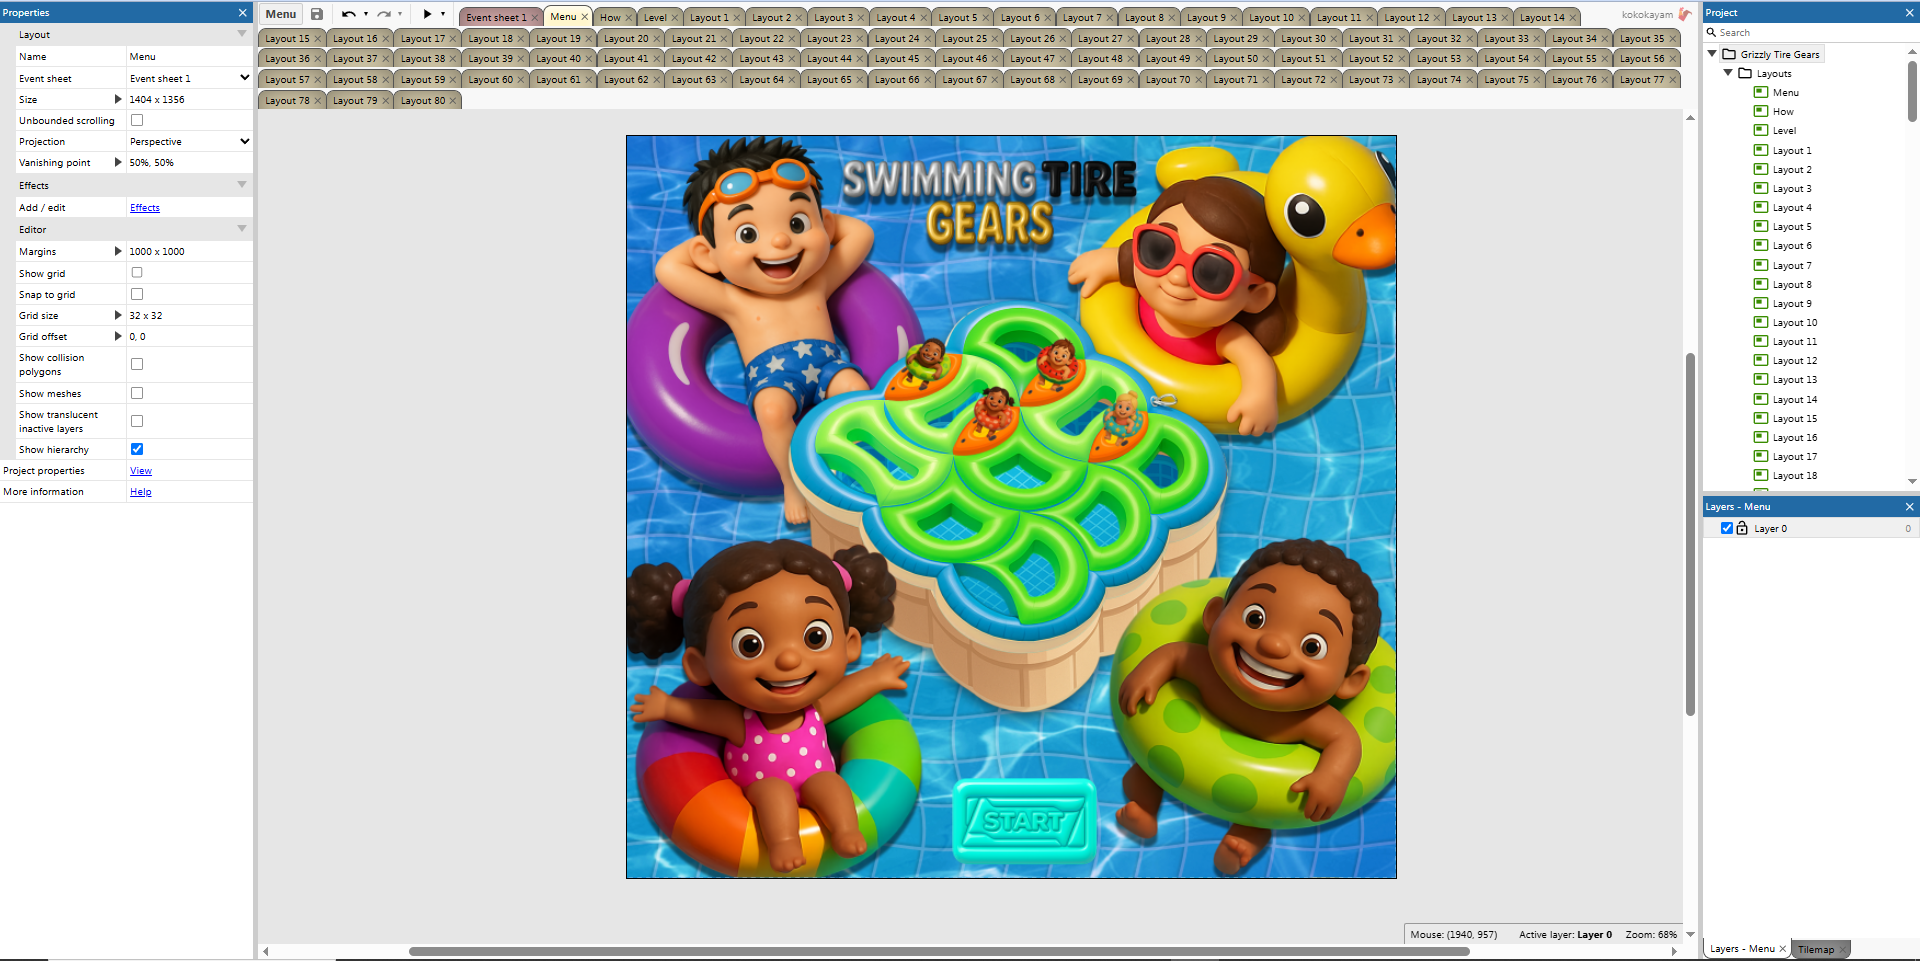 Properties
Layout
Name Menu
Event sheet Event sheet 1
Size 1404 x 1356
Unbounded scrolling
Projection Perspective
Vanishing point 50%, 50%
Effects
Add / edit Effects
Editor
Margins 1000 x 1000
Show grid
Snap to grid
Grid size 32 x 32
Grid offset 0, 0
Show collision
polygons
Show meshes
Show translucent
inactive layers
Show hierarchy
Project properties View
More information Help
Menu Event sheet 1 Menu How Level Layout 1 Layout 2 Layout 3 Layout 4 Layout 5 Layout 6 Layout 7 Layout 8 Layout 9 Layout 10 Layout 11 Layout 12 Layout 13 Layout 14 kokokayam
Layout 15 Layout 16 Layout 17 Layout 18 Layout 19 Layout 20 Layout 21 Layout 22 Layout 23 Layout 24 Layout 25 Layout 26 Layout 27 Layout 28 Layout 29 Layout 30 Layout 31 Layout 32 Layout 33 Layout 34 Layout 35
Layout 36 Layout 37 Layout 38 Layout 39 Layout 40 Layout 41 Layout 42 Layout 43 Layout 44 Layout 45 Layout 46 Layout 47 Layout 48 Layout 49 Layout 50 Layout 51 Layout 52 Layout 53 Layout 54 Layout 55 Layout 56
Layout 57 Layout 58 Layout 59 Layout 60 Layout 61 Layout 62 Layout 63 Layout 64 Layout 65 Layout 66 Layout 67 Layout 68 Layout 69 Layout 70 Layout 71 Layout 72 Layout 73 Layout 74 Layout 75 Layout 76 Layout 77
Layout 78 Layout 79 Layout 80
SWIMMING TIRE
GEARS
START
Mouse: (1940, 957) Active layer: Layer 0 Zoom: 68%
Project
Search
Grizzly Tire Gears
Layouts
Menu
How
Level
Layout 1
Layout 2
Layout 3
Layout 4
Layout 5
Layout 6
Layout 7
Layout 8
Layout 9
Layout 10
Layout 11
Layout 12
Layout 13
Layout 14
Layout 15
Layout 16
Layout 17
Layout 18
Layers - Menu
Layer 0 0
Layers - Menu Tilemap